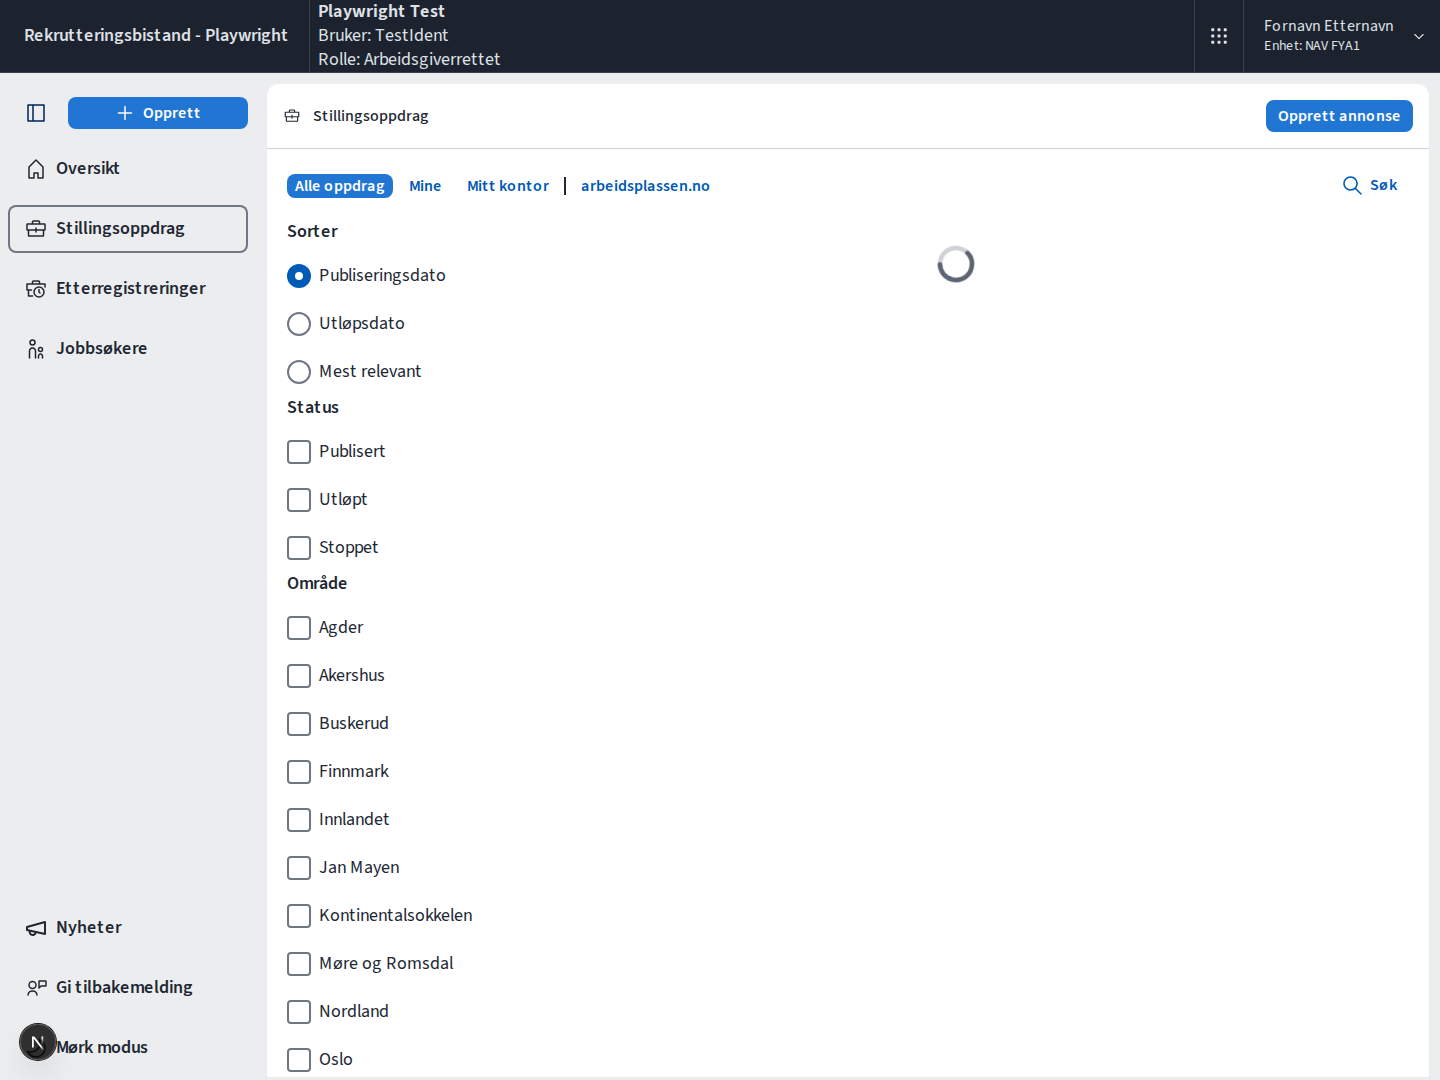 Rekrutteringsbistand - Playwright
Playwright Test
Bruker: TestIdent
Rolle: Arbeidsgiverrettet
Fornavn Etternavn
Enhet: NAV FYA1
Opprett
Oversikt
Stillingsoppdrag
Etterregistreringer
Jobbsøkere
Nyheter
Gi tilbakemelding
N
Mørk modus
Stillingsoppdrag
Opprett annonse
Alle oppdrag
Mine
Mitt kontor
arbeidsplassen.no
Søk
Sorter
Publiseringsdato
Utløpsdato
Mest relevant
Status
Publisert
Utløpt
Stoppet
Område
Agder
Akershus
Buskerud
Finnmark
Innlandet
Jan Mayen
Kontinentalsokkelen
Møre og Romsdal
Nordland
Oslo